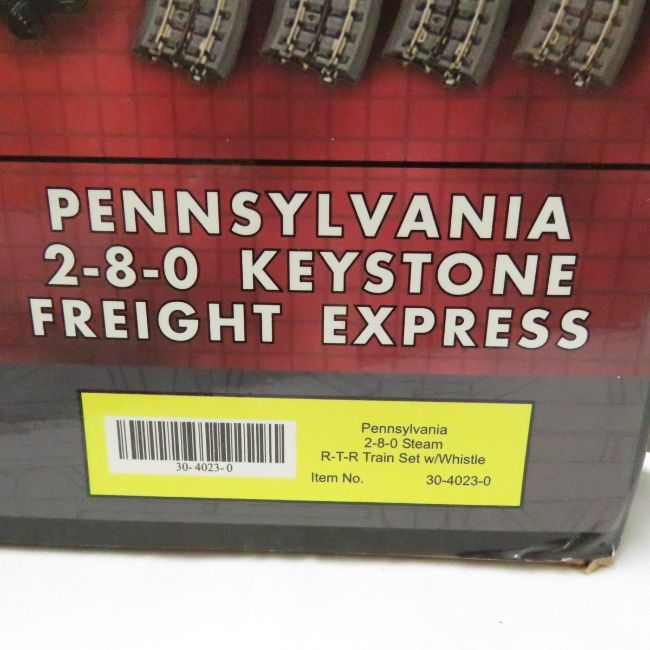 PENNSYLVANIA
2-8-0 KEYSTONE
FREIGHT EXPRESS
30-4023-0
Pennsylvania
2-8-0 Steam
R-T-R Train Set w/Whistle
Item No. 30-4023-0